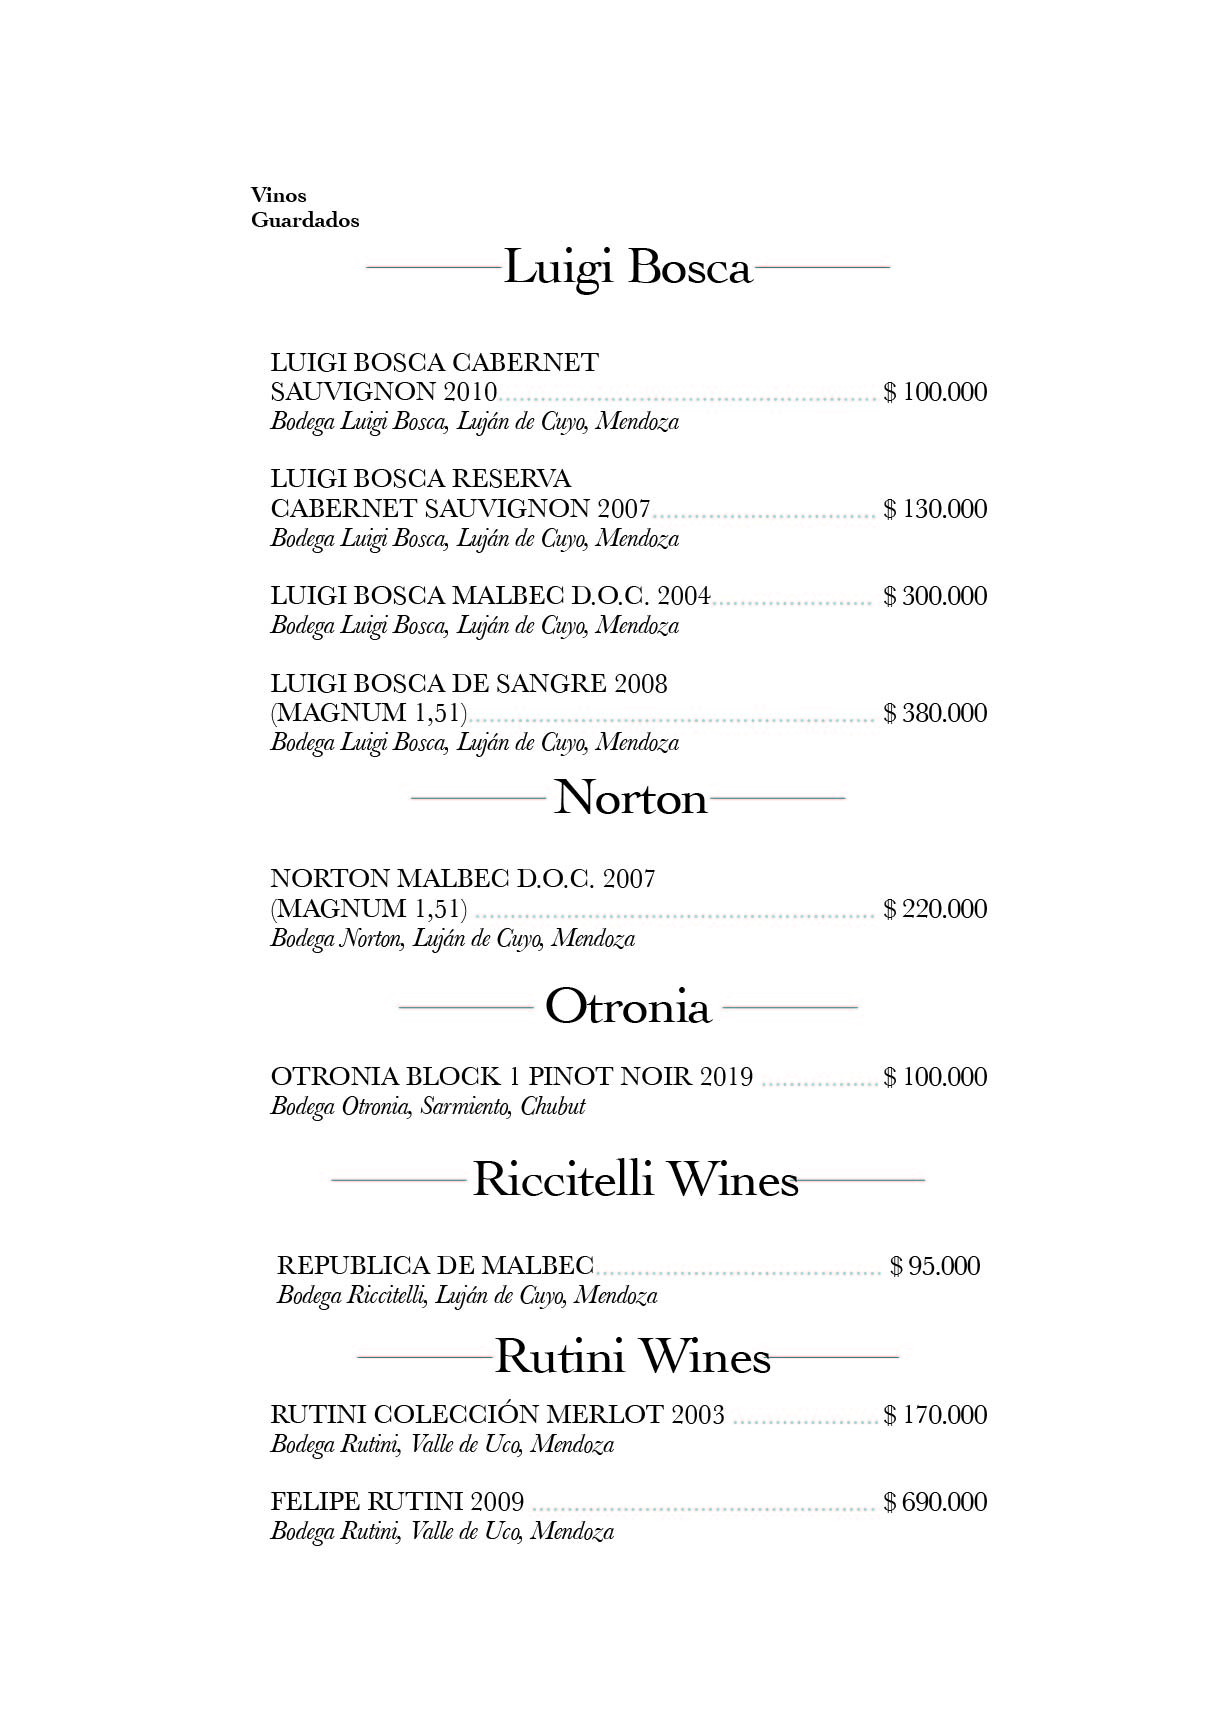 Vinos
Guardados
Luigi Bosca
LUIGI BOSCA CABERNET
SAUVIGNON 2010 $ 100.000
Bodega Luigi Bosca, Luján de Cuyo, Mendoza
LUIGI BOSCA RESERVA
CABERNET SAUVIGNON 2007 $ 130.000
Bodega Luigi Bosca, Luján de Cuyo, Mendoza
LUIGI BOSCA MALBEC D.O.C. 2004 $ 300.000
Bodega Luigi Bosca, Luján de Cuyo, Mendoza
LUIGI BOSCA DE SANGRE 2008
(MAGNUM 1,51) $ 380.000
Bodega Luigi Bosca, Luján de Cuyo, Mendoza
Norton
NORTON MALBEC D.O.C. 2007
(MAGNUM 1,51) $ 220.000
Bodega Norton, Luján de Cuyo, Mendoza
Otronia
OTRONIA BLOCK 1 PINOT NOIR 2019 $ 100.000
Bodega Otronia, Sarmiento, Chubut
Riccitelli Wines
REPUBLICA DE MALBEC $ 95.000
Bodega Riccitelli, Luján de Cuyo, Mendoza
Rutini Wines
RUTINI COLECCIÓN MERLOT 2003 $ 170.000
Bodega Rutini, Valle de Uco, Mendoza
FELIPE RUTINI 2009 $ 690.000
Bodega Rutini, Valle de Uco, Mendoza